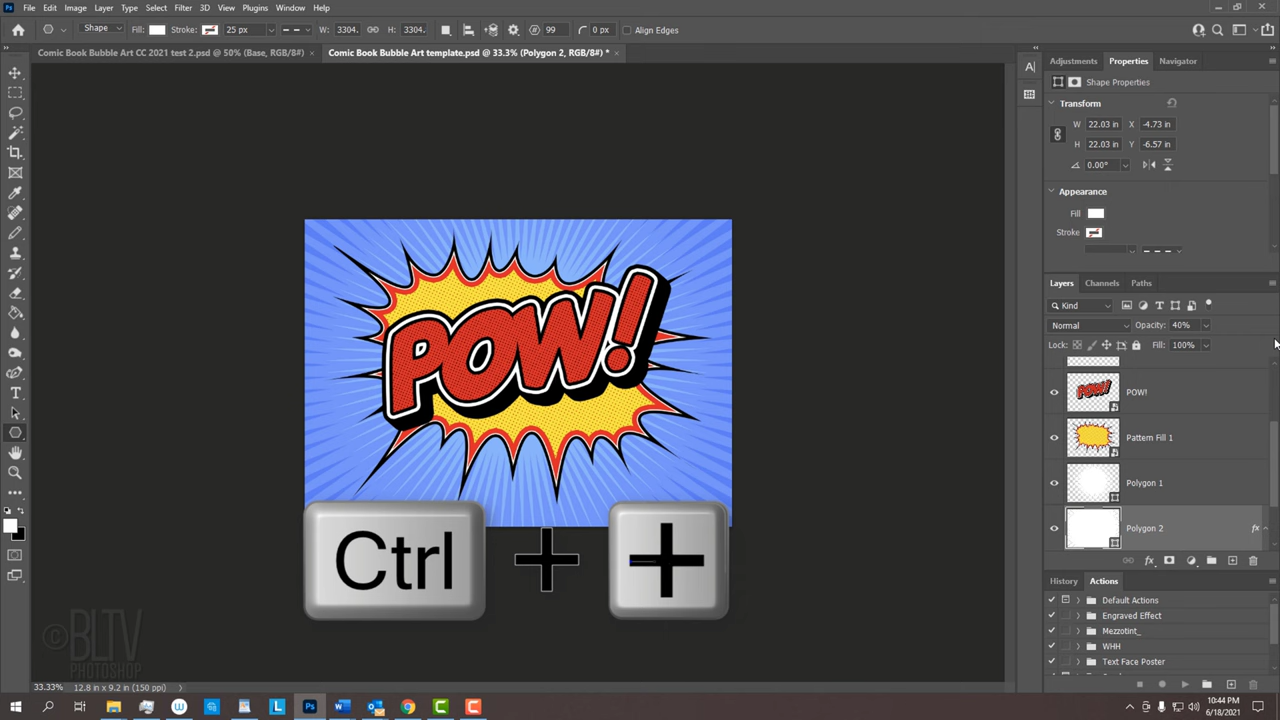 Ps File Edit Image Layer Type Select Filter 3D View Plugins Window Help
Shape Fill: Stroke: 25 px W: 3304. H: 3304. 99 0 px Align Edges
Comic Book Bubble Art CC 2021 test 2.psd @ 50% (Base, RGB/8#) × Comic Book Bubble Art template.psd @ 33.3% (Polygon 2, RGB/8#) * ×
Adjustments Properties Navigator
Shape Properties
Transform
W 22.03 in X -4.73 in
H 22.03 in Y -6.57 in
0.00°
Appearance
Fill
Stroke
Layers Channels Paths
Kind
Normal Opacity: 40%
Lock: Fill: 100%
POW!
Pattern Fill 1
Polygon 1
Polygon 2
fx
History Actions
Default Actions
Engraved Effect
Mezzotint_
WHH
Text Face Poster
POW!
Ctrl + +
©BLTV
PHOTOSHOP
33.33% 12.8 in x 9.2 in (150 ppi)
10:44 PM
6/18/2021